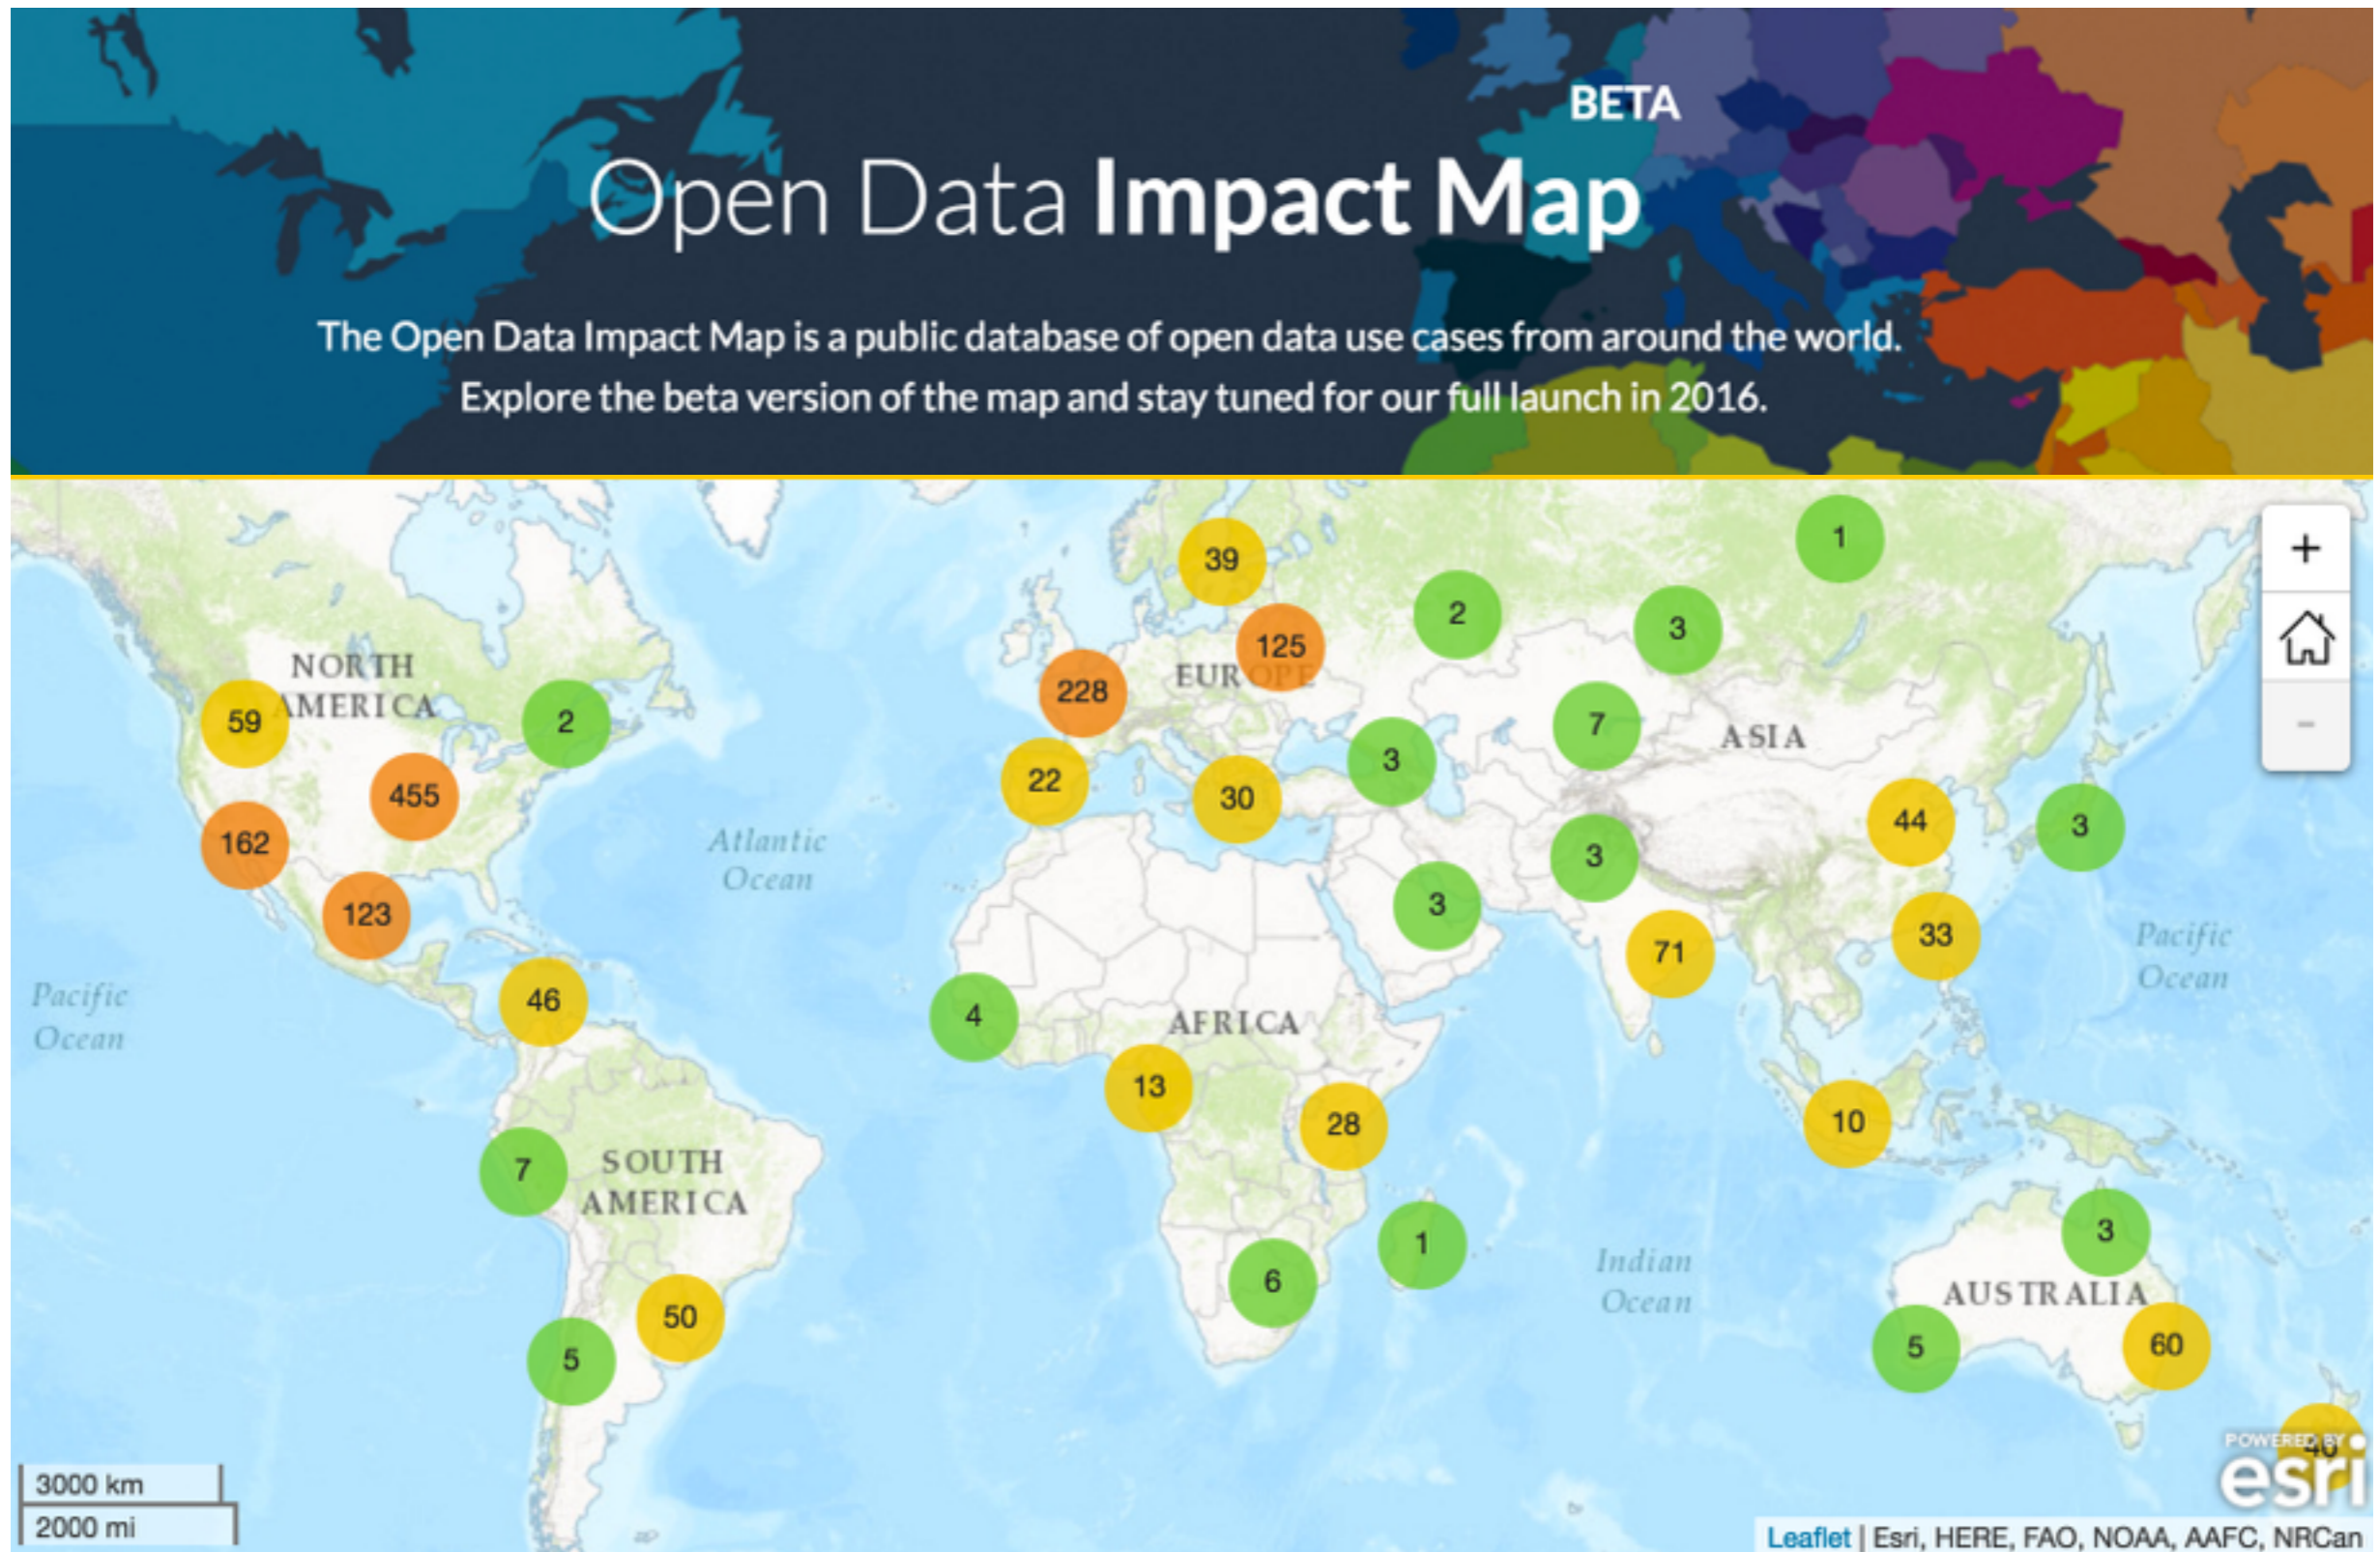 BETA
Open Data Impact Map
The Open Data Impact Map is a public database of open data use cases from around the world.
Explore the beta version of the map and stay tuned for our full launch in 2016.
1
+
39
2
3
125
NORTH
AMERICA
EUROPE
228
59
2
7
ASIA
−
3
22
30
455
44
3
162
Atlantic
Ocean
3
3
123
71
33
Pacific
Ocean
46
Pacific
Ocean
4
AFRICA
13
28
10
7
SOUTH
AMERICA
3
1
Indian
Ocean
6
AUSTRALIA
50
5
5
60
POWERED BY
40
esri
3000 km
2000 mi
Leaflet | Esri, HERE, FAO, NOAA, AAFC, NRCan